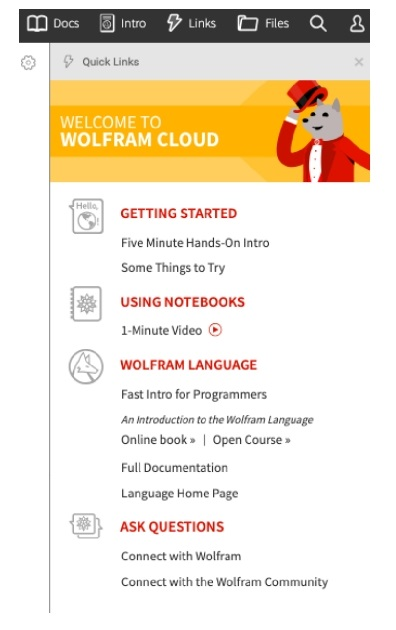 Docs Intro Links Files
Quick Links
WELCOME TO
WOLFRAM CLOUD
Hello,
GETTING STARTED
Five Minute Hands-On Intro
Some Things to Try
USING NOTEBOOKS
1-Minute Video
WOLFRAM LANGUAGE
Fast Intro for Programmers
An Introduction to the Wolfram Language
Online book » | Open Course »
Full Documentation
Language Home Page
ASK QUESTIONS
Connect with Wolfram
Connect with the Wolfram Community